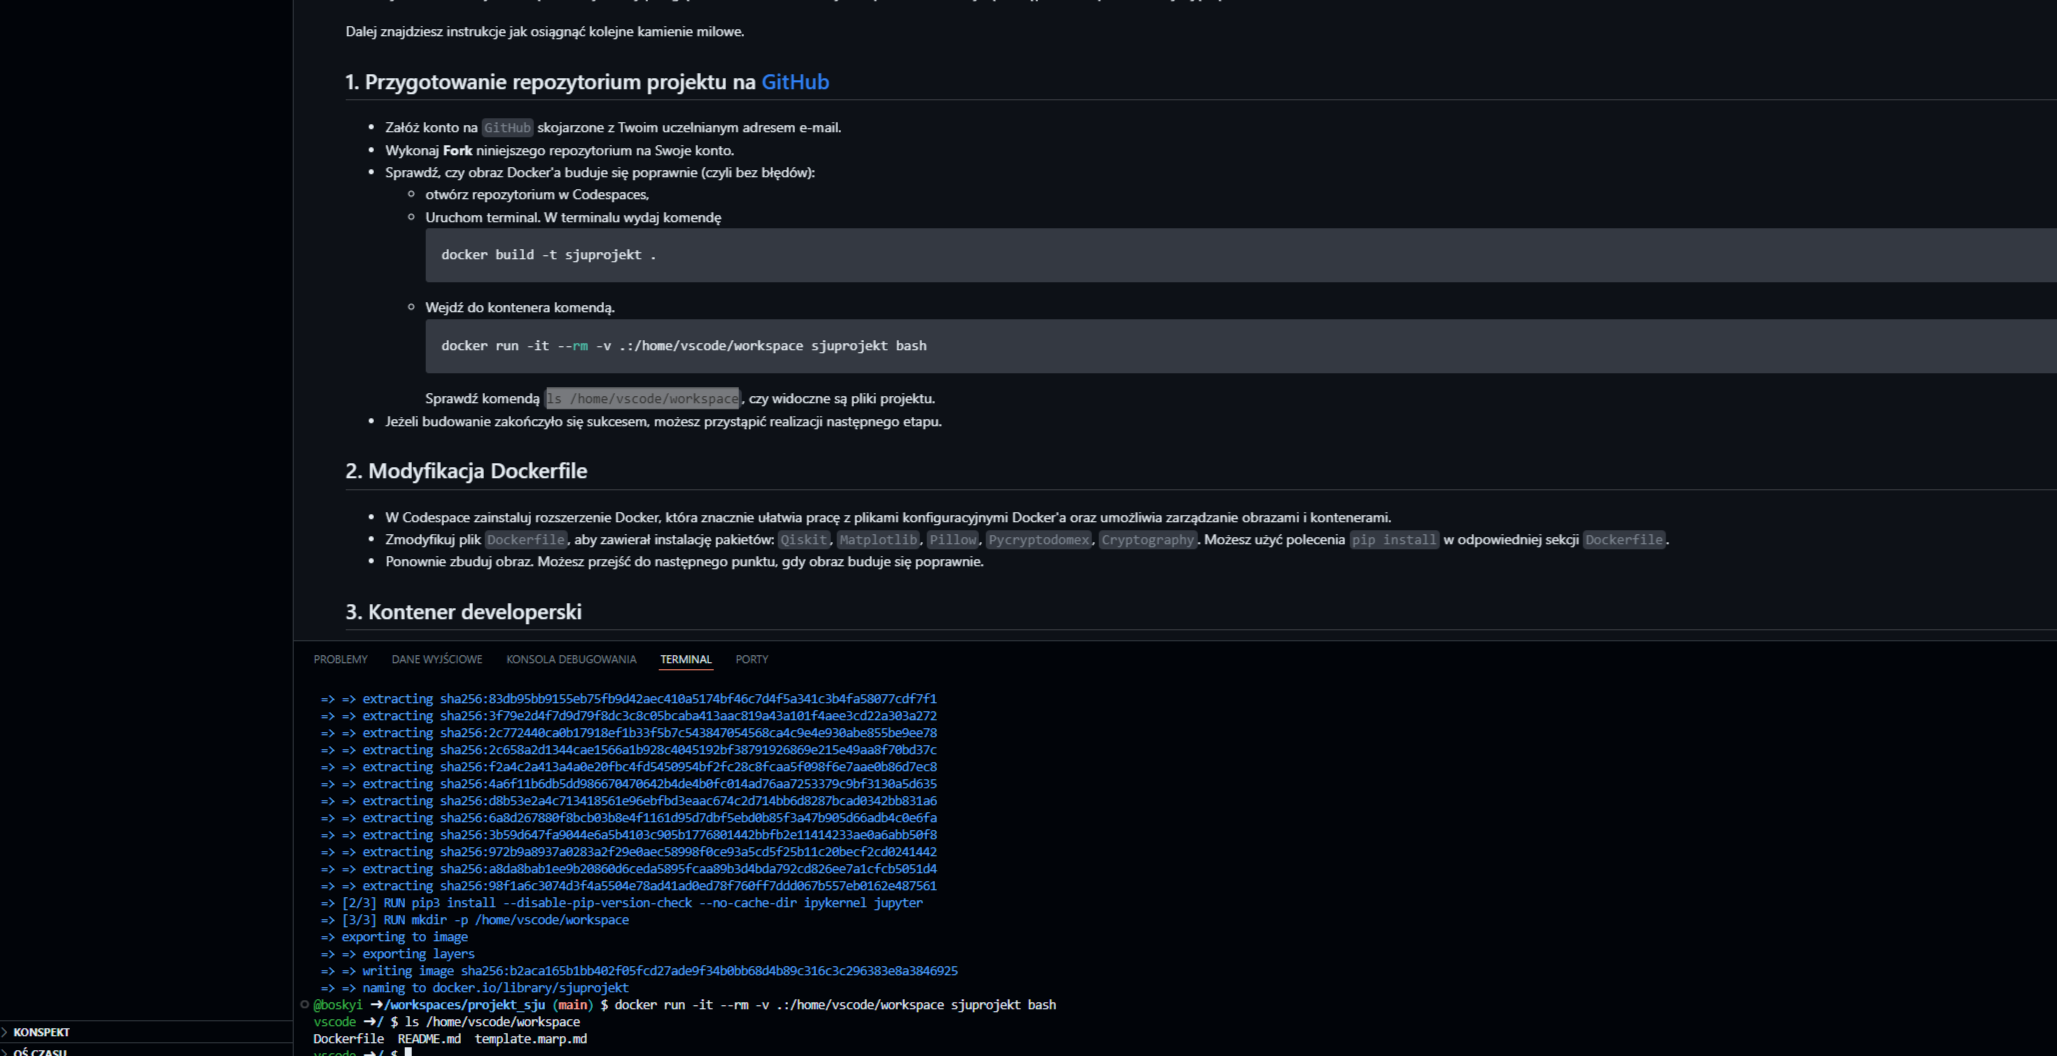 Dalej znajdziesz instrukcje jak osiągnąć kolejne kamienie milowe.
1. Przygotowanie repozytorium projektu na GitHub
Załóż konto na GitHub skojarzone z Twoim uczelnianym adresem e-mail.
Wykonaj Fork niniejszego repozytorium na Swoje konto.
Sprawdź, czy obraz Docker'a buduje się poprawnie (czyli bez błędów):
otwórz repozytorium w Codespaces,
Uruchom terminal. W terminalu wydaj komendę
docker build -t sjuprojekt .
Wejdź do kontenera komendą.
docker run -it --rm -v .:/home/vscode/workspace sjuprojekt bash
Sprawdź komendą ls /home/vscode/workspace, czy widoczne są pliki projektu.
Jeżeli budowanie zakończyło się sukcesem, możesz przystąpić realizacji następnego etapu.
2. Modyfikacja Dockerfile
W Codespace zainstaluj rozszerzenie Docker, która znacznie ułatwia pracę z plikami konfiguracyjnymi Docker'a oraz umożliwia zarządzanie obrazami i kontenerami.
Zmodyfikuj plik Dockerfile, aby zawierał instalację pakietów: Qiskit, Matplotlib, Pillow, Pycryptodomex, Cryptography. Możesz użyć polecenia pip install w odpowiedniej sekcji Dockerfile.
Ponownie zbuduj obraz. Możesz przejść do następnego punktu, gdy obraz buduje się poprawnie.
3. Kontener developerski
PROBLEMY DANE WYJŚCIOWE KONSOLA DEBUGOWANIA TERMINAL PORTY
=> => extracting sha256:83db95bb9155eb75fb9d42aec410a5174bf46c7d4f5a341c3b4fa58077cdf7f1
=> => extracting sha256:3f79e2d4f7d9d79f8dc3c8c05bcaba413aac819a43a101f4aee3cd22a303a272
=> => extracting sha256:2c772440ca0b17918ef1b33f5b7c543847054568ca4c9e4e930abe855be9ee78
=> => extracting sha256:2c658a2d1344cae1566a1b928c4045192bf38791926869e215e49aa8f70bd37c
=> => extracting sha256:f2a4c2a413a4a0e20fbc4fd5450954bf2fc28c8fcaa5f098f6e7aae0b86d7ec8
=> => extracting sha256:4a6f11b6db5dd986670470642b4de4b0fc014ad76aa7253379c9bf3130a5d635
=> => extracting sha256:d8b53e2a4c713418561e96ebfbd3eaac674c2d714bb6d8287bcad0342bb831a6
=> => extracting sha256:6a8d267880f8bcb03b8e4f1161d95d7dbf5ebd0b85f3a47b905d66adb4c0e6fa
=> => extracting sha256:3b59d647fa9044e6a5b4103c905b1776801442bbfb2e11414233ae0a6abb50f8
=> => extracting sha256:972b9a8937a0283a2f29e0aec58998f0ce93a5cd5f25b11c20becf2cd0241442
=> => extracting sha256:a8da8bab1ee9b20860d6ceda5895fcaa89b3d4bda792cd826ee7a1cfcb5051d4
=> => extracting sha256:98f1a6c3074d3f4a5504e78ad41ad0ed78f760ff7ddd067b557eb0162e487561
=> [2/3] RUN pip3 install --disable-pip-version-check --no-cache-dir ipykernel jupyter
=> [3/3] RUN mkdir -p /home/vscode/workspace
=> exporting to image
=> => exporting layers
=> => writing image sha256:b2aca165b1bb402f05fcd27ade9f34b0bb68d4b89c316c3c296383e8a3846925
=> => naming to docker.io/library/sjuprojekt
@boskyi ➜/workspaces/projekt_sju (main) $ docker run -it --rm -v .:/home/vscode/workspace sjuprojekt bash
vscode ➜/ $ ls /home/vscode/workspace
Dockerfile README.md template.marp.md
vscode ➜/ $
KONSPEKT
OŚ CZASU